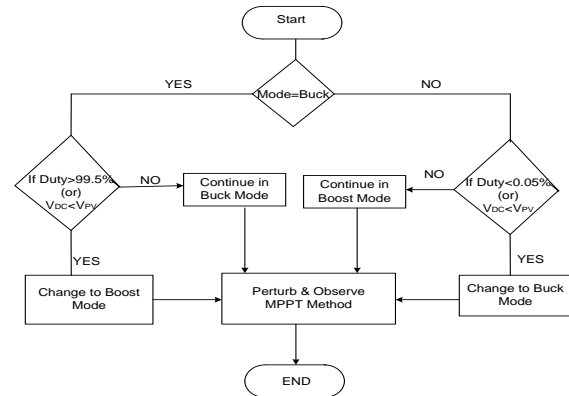 Start
YES
Mode=Buck
NO
If Duty>99.5%
(or)
VDC<VPV
NO
Continue in
Buck Mode
Continue in
Boost Mode
NO
If Duty<0.05%
(or)
VDC<VPV
YES
YES
Change to Boost
Mode
Perturb & Observe
MPPT Method
Change to Buck
Mode
END